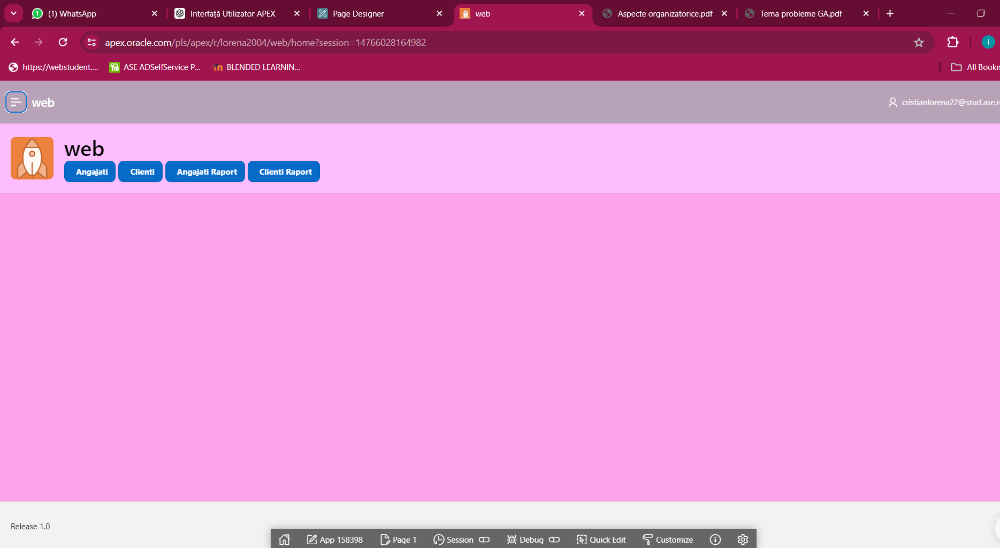 (1) WhatsApp
Interfață Utilizator APEX
Page Designer
web
Aspecte organizatorice.pdf
Tema probleme GA.pdf
apex.oracle.com/pls/apex/r/lorena2004/web/home?session=14766028164982
I
https://webstudent....
ASE ADSelfService P...
BLENDED LEARNIN...
All Bookm
web
cristianlorena22@stud.ase.r
web
Angajati
Clienti
Angajati Raport
Clienti Raport
Release 1.0
App 158398
Page 1
Session
Debug
Quick Edit
Customize